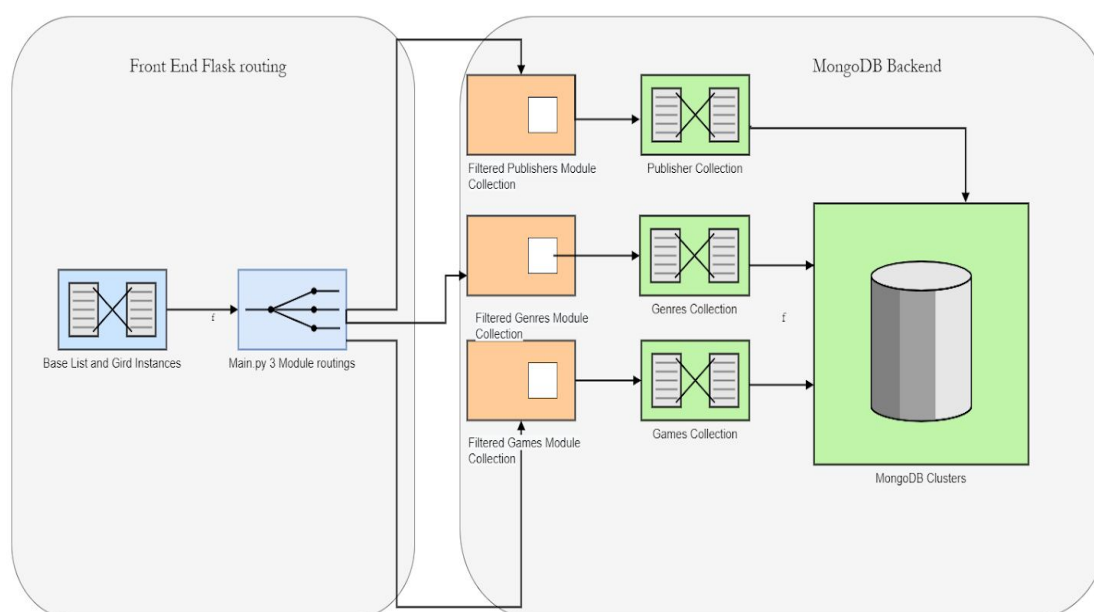 Front End Flask routing
MongoDB Backend
Filtered Publishers Module
Collection
Publisher Collection
f
Base List and Gird Instances
Main.py 3 Module routings
Filtered Genres Module
Collection
Genres Collection
f
Filtered Games Module
Collection
Games Collection
MongoDB Clusters